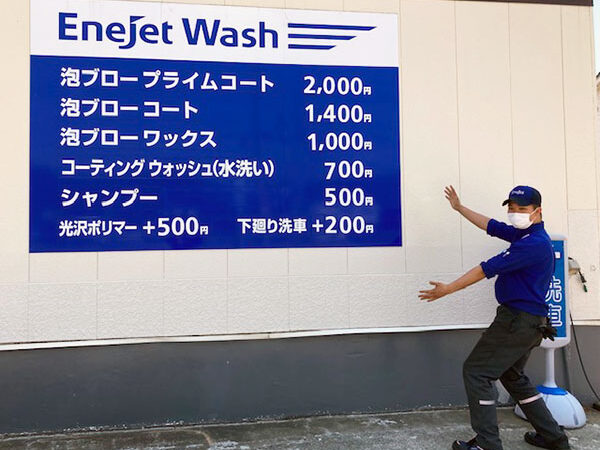 Enejet Wash
泡ブロー プライムコート 2,000円
泡ブロー コート 1,400円
泡ブロー ワックス 1,000円
コーティング ウォッシュ(水洗い) 700円
シャンプー 500円
光沢ポリマー +500円 下廻り洗車 +200円
Enejet
洗車